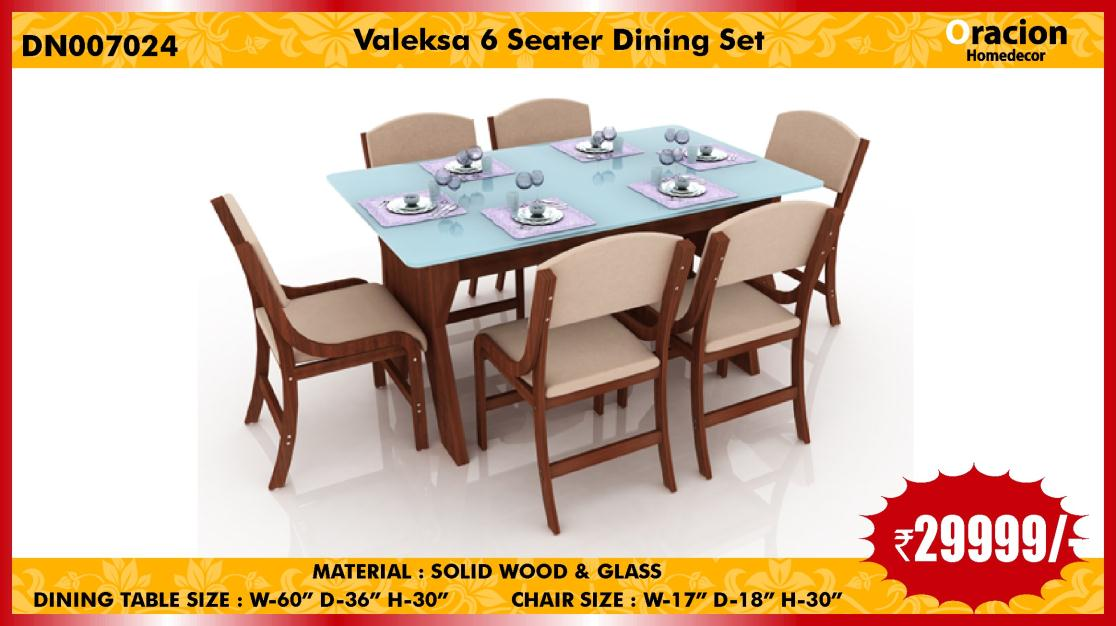 DN007024
Valeksa 6 Seater Dining Set
Oracion
Homedecor
₹29999/-
MATERIAL : SOLID WOOD & GLASS
DINING TABLE SIZE : W-60” D-36” H-30”
CHAIR SIZE : W-17” D-18” H-30”